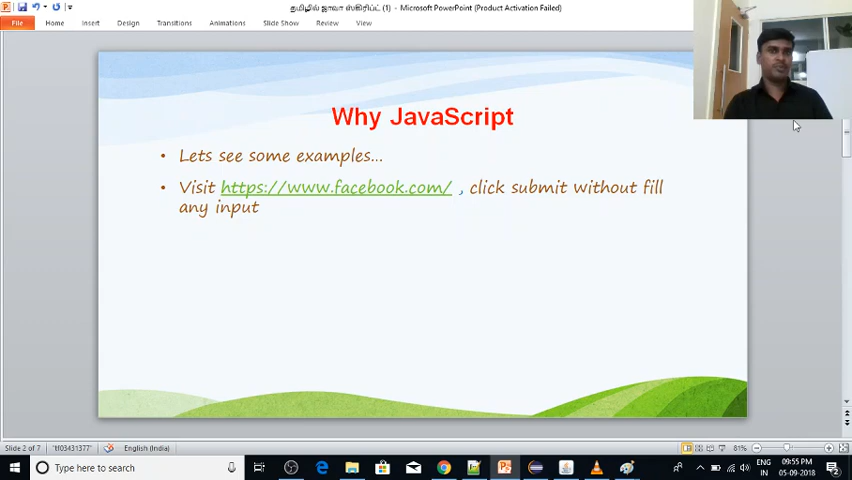 தமிழில் ஜாவா ஸ்கிரிப்ட் (1) - Microsoft PowerPoint (Product Activation Failed)
File Home Insert Design Transitions Animations Slide Show Review View
Why JavaScript
• Lets see some examples...
• Visit https://www.facebook.com/ , click submit without fill
any input
Slide 2 of 7 "tf03431377" English (India) 81%
Type here to search
ENG 09:55 PM
IN 05-09-2018